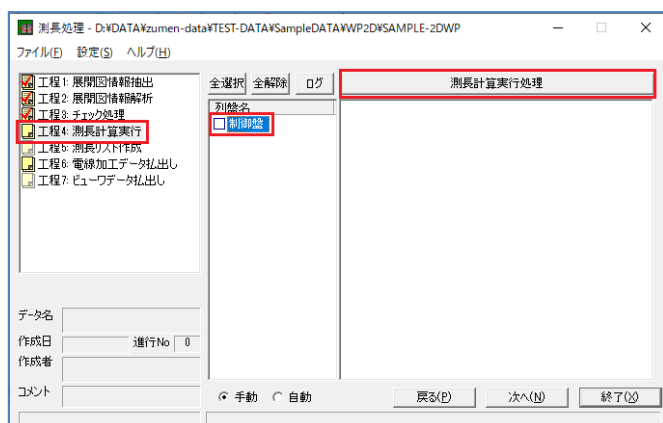 測長処理 - D:¥DATA¥zumen-data¥TEST-DATA¥SampleDATA¥WP2D¥SAMPLE-2DWP
ファイル(F) 設定(S) ヘルプ(H)
工程1: 展開図情報抽出
工程2: 展開図情報解析
工程3: チェック処理
工程4: 測長計算実行
工程5: 測長リスト作成
工程6: 電線加工データ払出し
工程7: ビューワデータ払出し
全選択 全解除 ログ 測長計算実行処理
列盤名
制御盤
データ名
作成日 進行No 0
作成者
コメント
手動 自動 戻る(P) 次へ(N) 終了(X)